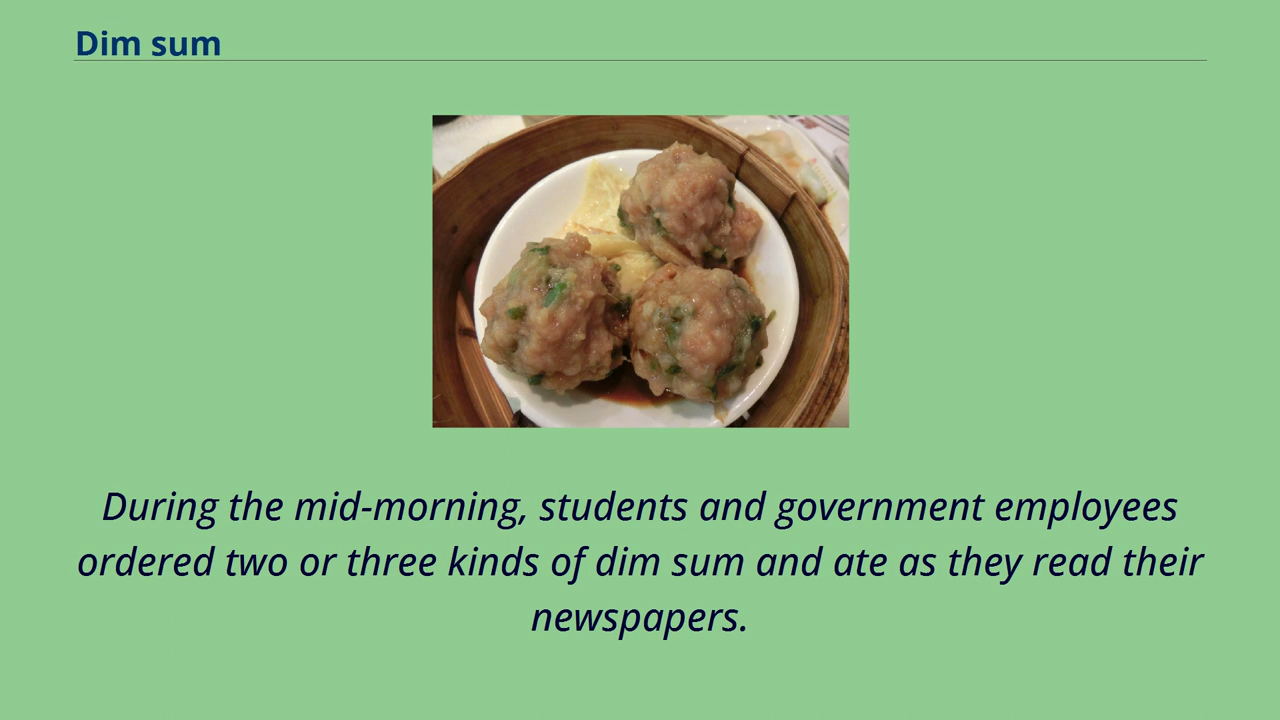 Dim sum
During the mid-morning, students and government employees
ordered two or three kinds of dim sum and ate as they read their
newspapers.